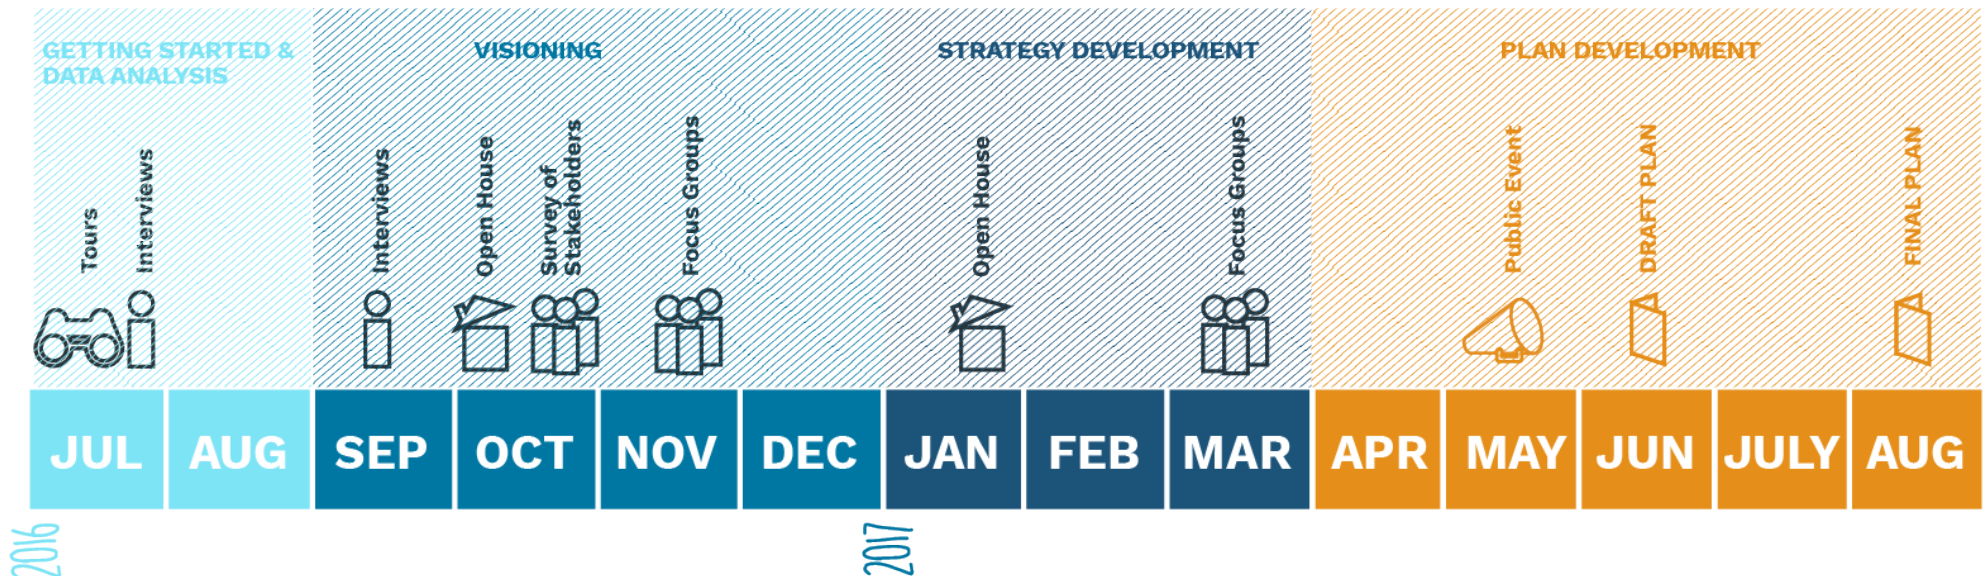 GETTING STARTED &
DATA ANALYSIS
VISIONING
STRATEGY DEVELOPMENT
PLAN DEVELOPMENT
Tours
Interviews
Interviews
Open House
Survey of
Stakeholders
Focus Groups
Open House
Focus Groups
Public Event
DRAFT PLAN
FINAL PLAN
JUL
AUG
SEP
OCT
NOV
DEC
JAN
FEB
MAR
APR
MAY
JUN
JULY
AUG
2016
2017